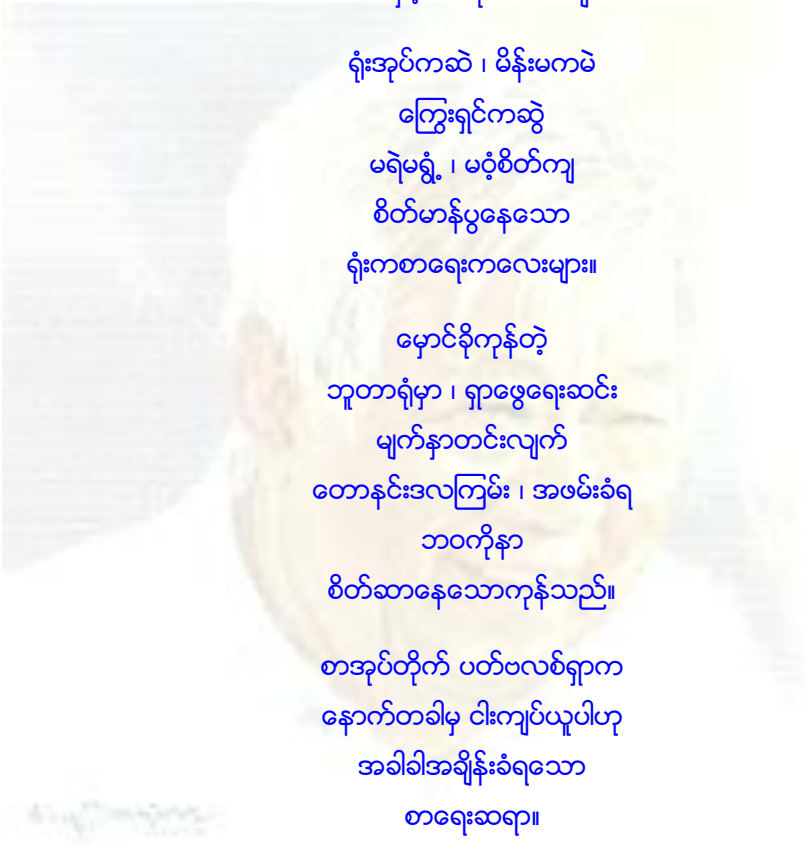 ရုံးအုပ်ကဆဲ ၊ မိန်းမကမဲ
ကြွေးရှင်ကဆွဲ
မရဲမရွံ့ ၊ မဝံ့စိတ်ကျ
စိတ်မာန်ပွနေသော
ရုံးကစာရေးကလေးများ။
မှောင်ခိုကုန်တဲ့
ဘူတာရုံမှာ ၊ ရှာဖွေရေးဆင်း
မျက်နှာတင်းလျက်
တောနင်းဒလကြမ်း ၊ အဖမ်းခံရ
ဘဝကိုနာ
စိတ်ဆာနေသောကုန်သည်။
စာအုပ်တိုက် ပတ်ဗလစ်ရှာက
နောက်တခါမှ ငါးကျပ်ယူပါဟု
အခါခါအချိန်းခံရသော
စာရေးဆရာ။